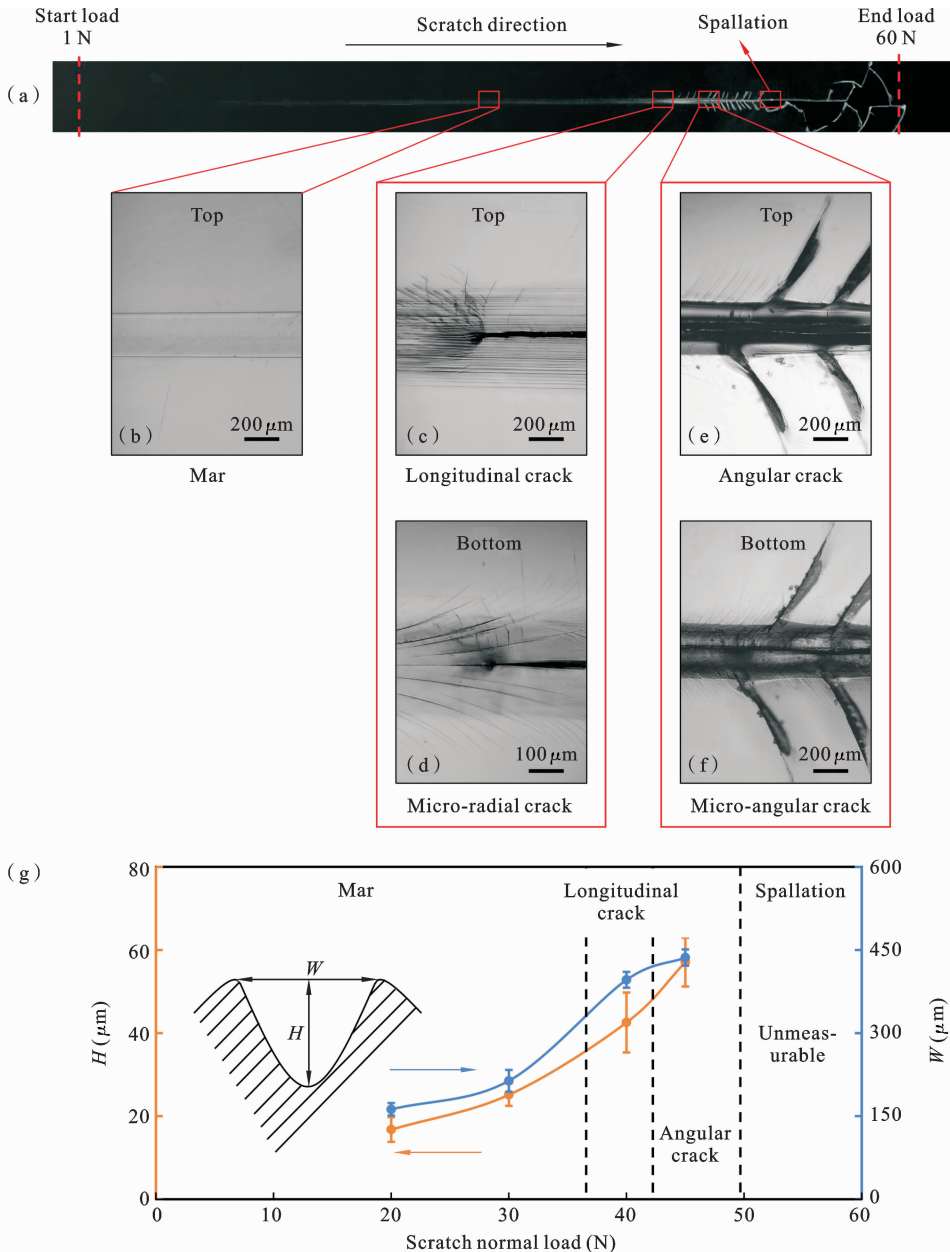 Start load
1 N
Scratch direction
Spallation
End load
60 N
(a)
Top
200 μm
(b)
Mar
Top
200 μm
(c)
Longitudinal crack
Top
200 μm
(e)
Angular crack
Bottom
100 μm
(d)
Micro-radial crack
Bottom
200 μm
(f)
Micro-angular crack
(g)
80
60
40
20
0
H (μm)
600
450
300
150
0
W (μm)
Mar
Longitudinal
crack
Spallation
W
H
Unmeas-
urable
Angular
crack
0
10
20
30
40
50
60
Scratch normal load (N)